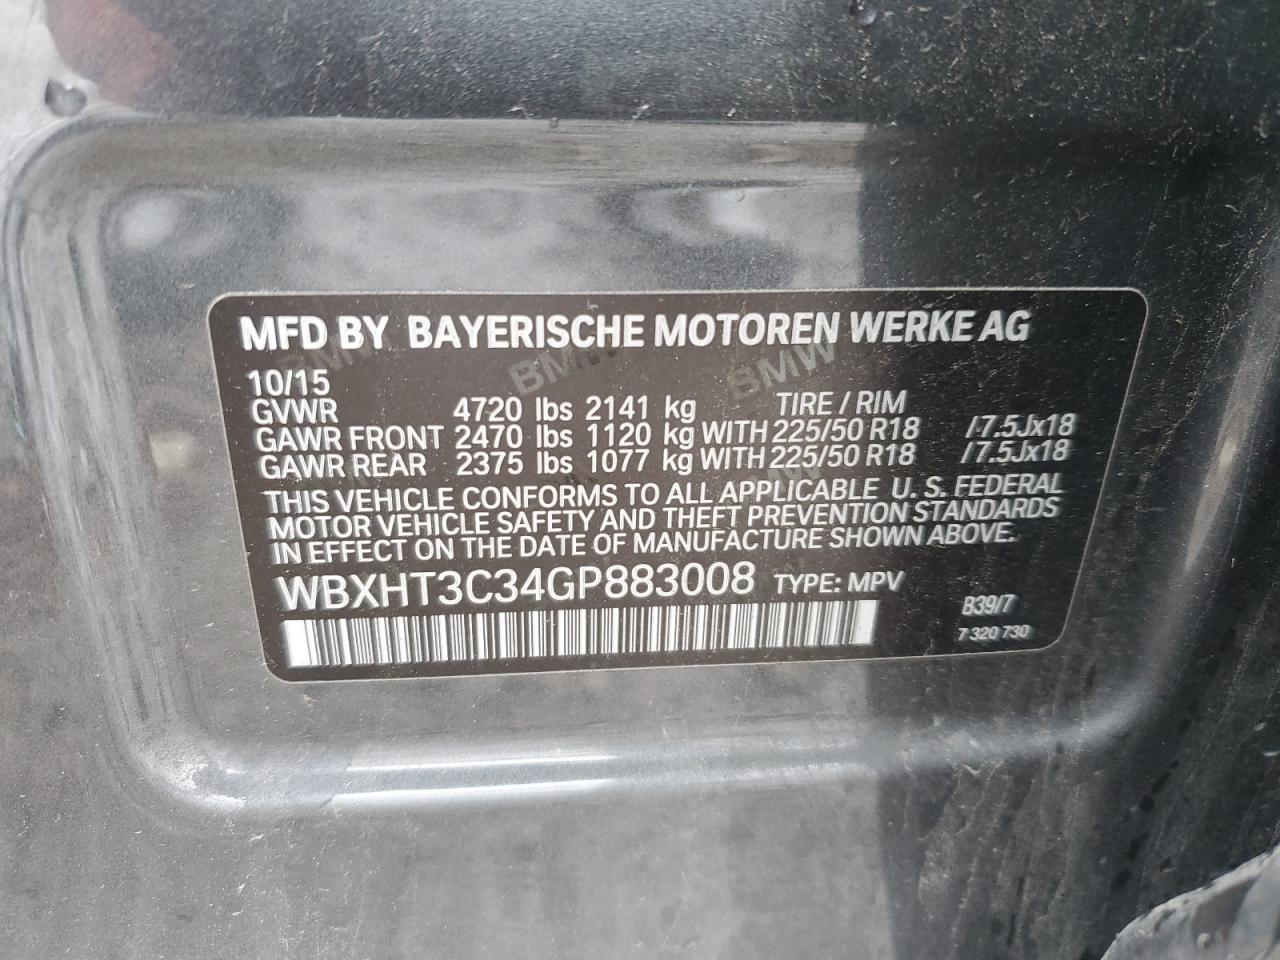 MFD BY BAYERISCHE MOTOREN WERKE AG
10/15
GVWR 4720 lbs 2141 kg TIRE / RIM
GAWR FRONT 2470 lbs 1120 kg WITH 225/50 R18 /-7.5Jx18
GAWR REAR 2375 lbs 1077 kg WITH 225/50 R18 / 7.5Jx18
THIS VEHICLE CONFORMS TO ALL APPLICABLE U. S. FEDERAL
MOTOR VEHICLE SAFETY AND THEFT PREVENTION STANDARDS
IN EFFECT ON THE DATE OF MANUFACTURE SHOWN ABOVE.
WBXHT3C34GP883008 TYPE: MPV
B39/7
7 320 730
BMW BMW BMW